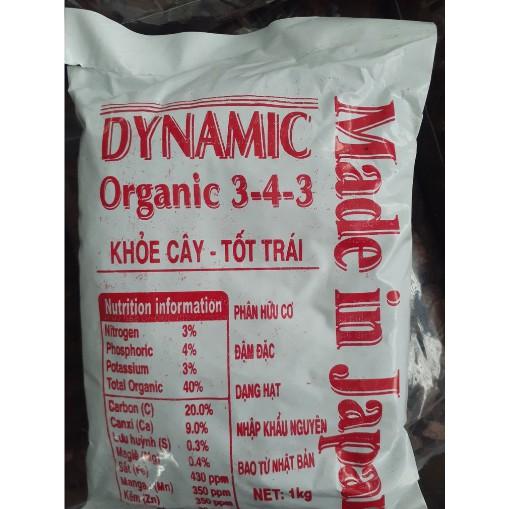 DYNAMIC
Organic 3-4-3
KHỎE CÂY - TỐT TRÁI
Nutrition information
Nitrogen 3%
Phosphoric 4%
Potassium 3%
Total Organic 40%
Carbon (C) 20.0%
Canxi (Ca) 9.0%
Lưu huỳnh (S) 0.3%
Magiê (Mg) 0.4%
Sắt (Fe) 430 ppm
Mangan (Mn) 350 ppm
Kẽm (Zn) 350 ppm
PHÂN HỮU CƠ
ĐẬM ĐẶC
DẠNG HẠT
NHẬP KHẨU NGUYÊN
BAO TỪ NHẬT BẢN
NET: 1kg
Made in Japan